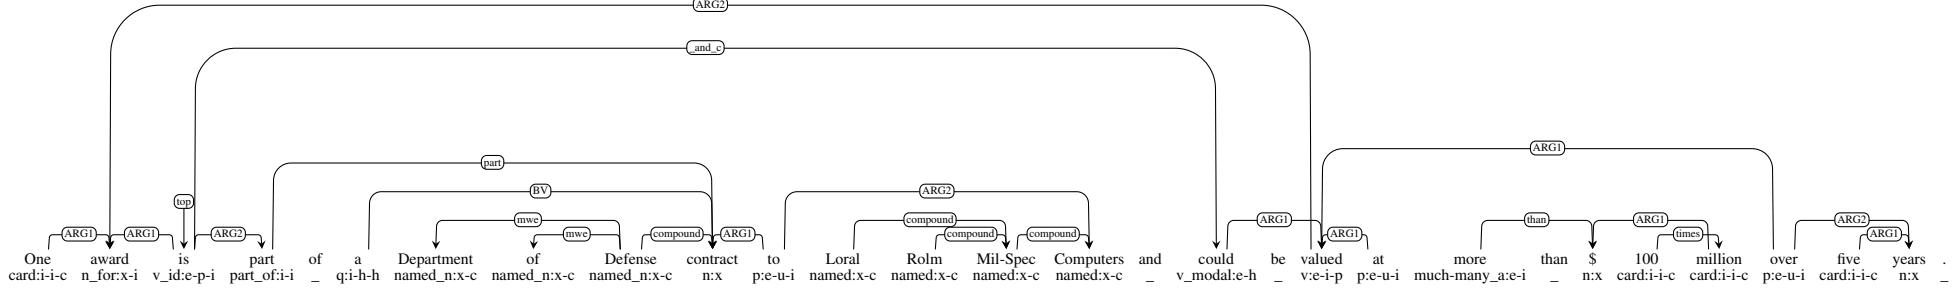 ARG2
_and_c
ARG1
part
top
BV
ARG2
mwe
compound
ARG1
than
ARG1
ARG2
ARG1
ARG1
ARG2
mwe
compound
ARG1
compound
compound
ARG1
times
ARG1
One award is part of a Department of Defense contract to Loral Rolm Mil-Spec Computers and could be valued at more than $ 100 million over five years .
card:i-i-c n_for:x-i v_id:e-p-i part_of:i-i _ q:i-h-h named_n:x-c named_n:x-c named_n:x-c n:x p:e-u-i named:x-c named:x-c named:x-c named:x-c _ v_modal:e-h _ v:e-i-p p:e-u-i much-many_a:e-i _ n:x card:i-i-c card:i-i-c p:e-u-i card:i-i-c n:x _